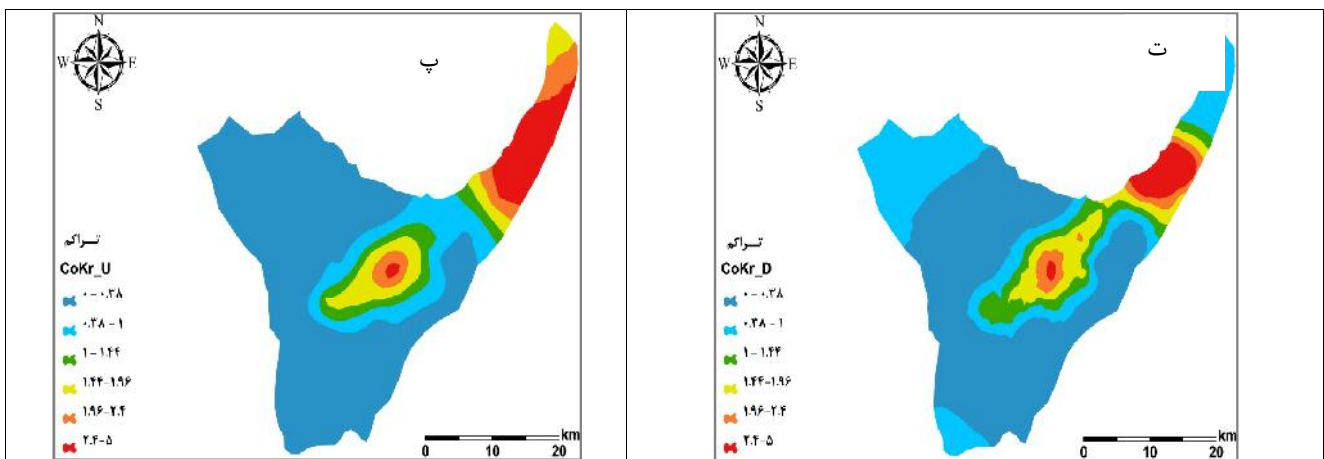 N
W E
S
پ
تراکم
CoKr_U
۰ - ۰.۳۸
۰.۳۸ - ۱
۱ - ۱.۴۴
۱.۴۴-۱.۹۶
۱.۹۶-۲.۴
۲.۴-۵
km
0 10 20
N
W E
S
ت
تراکم
CoKr_D
۰ - ۰.۳۸
۰.۳۸ - ۱
۱ - ۱.۴۴
۱.۴۴-۱.۹۶
۱.۹۶-۲.۴
۲.۴-۵
km
0 10 20